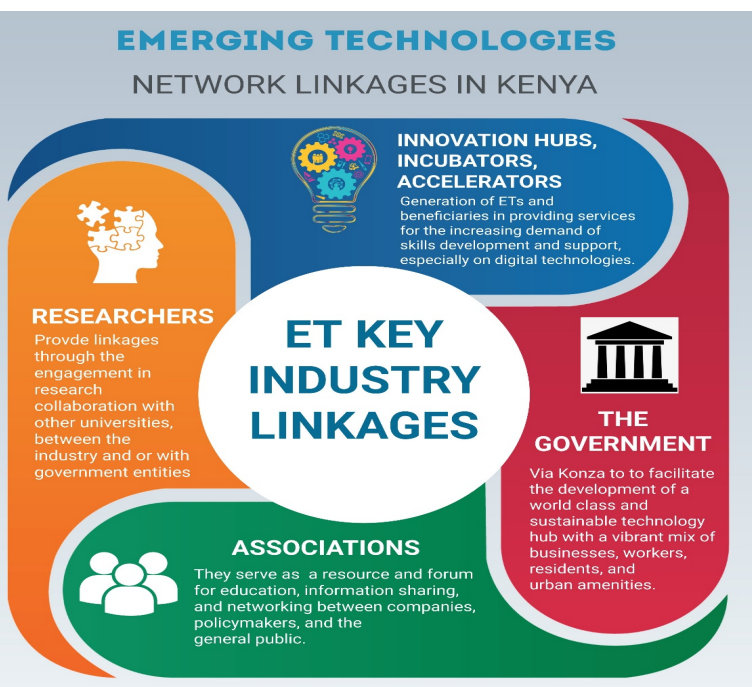 EMERGING TECHNOLOGIES
NETWORK LINKAGES IN KENYA
INNOVATION HUBS,
INCUBATORS,
ACCELERATORS
Generation of ETs and
beneficiaries in providing services
for the increasing demand of
skills development and support,
especially on digital technologies.
RESEARCHERS
Provde linkages
through the
engagement in
research
collaboration with
other universities,
between the
industry and or with
government entities
ET KEY
INDUSTRY
LINKAGES
THE
GOVERNMENT
Via Konza to to facilitate
the development of a
world class and
sustainable technology
hub with a vibrant mix of
businesses, workers,
residents, and
urban amenities.
ASSOCIATIONS
They serve as a resource and forum
for education, information sharing,
and networking between companies,
policymakers, and the
general public.